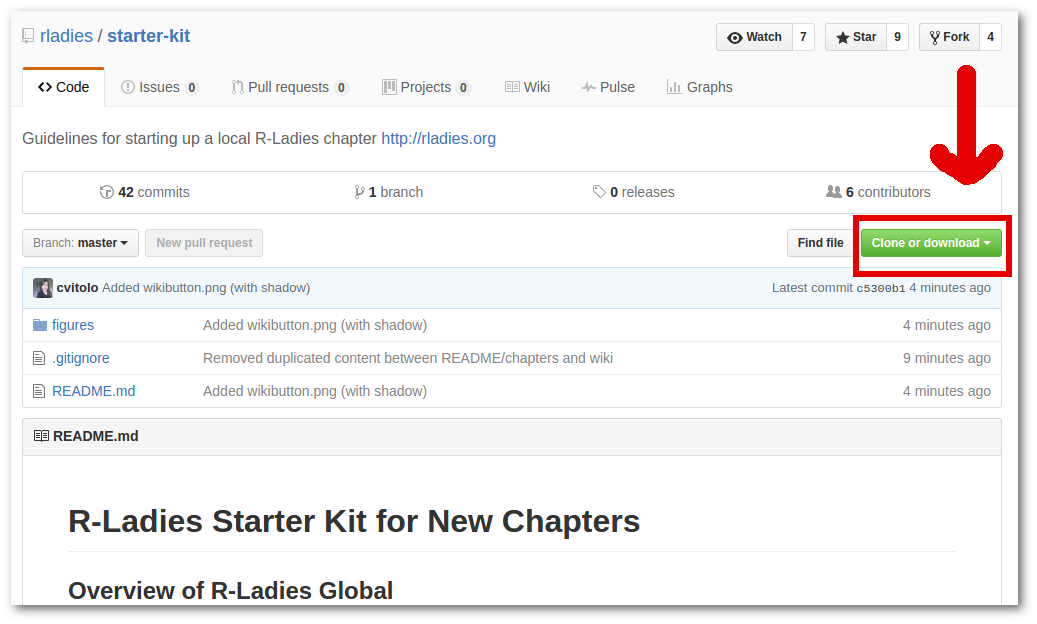 rladies / starter-kit Watch 7 Star 9 Fork 4
Code Issues 0 Pull requests 0 Projects 0 Wiki Pulse Graphs
Guidelines for starting up a local R-Ladies chapter http://rladies.org
42 commits 1 branch 0 releases 6 contributors
Branch: master New pull request Find file Clone or download
cvitolo Added wikibutton.png (with shadow) Latest commit c5300b1 4 minutes ago
figures Added wikibutton.png (with shadow) 4 minutes ago
.gitignore Removed duplicated content between README/chapters and wiki 9 minutes ago
README.md Added wikibutton.png (with shadow) 4 minutes ago
README.md
R-Ladies Starter Kit for New Chapters
Overview of R-Ladies Global